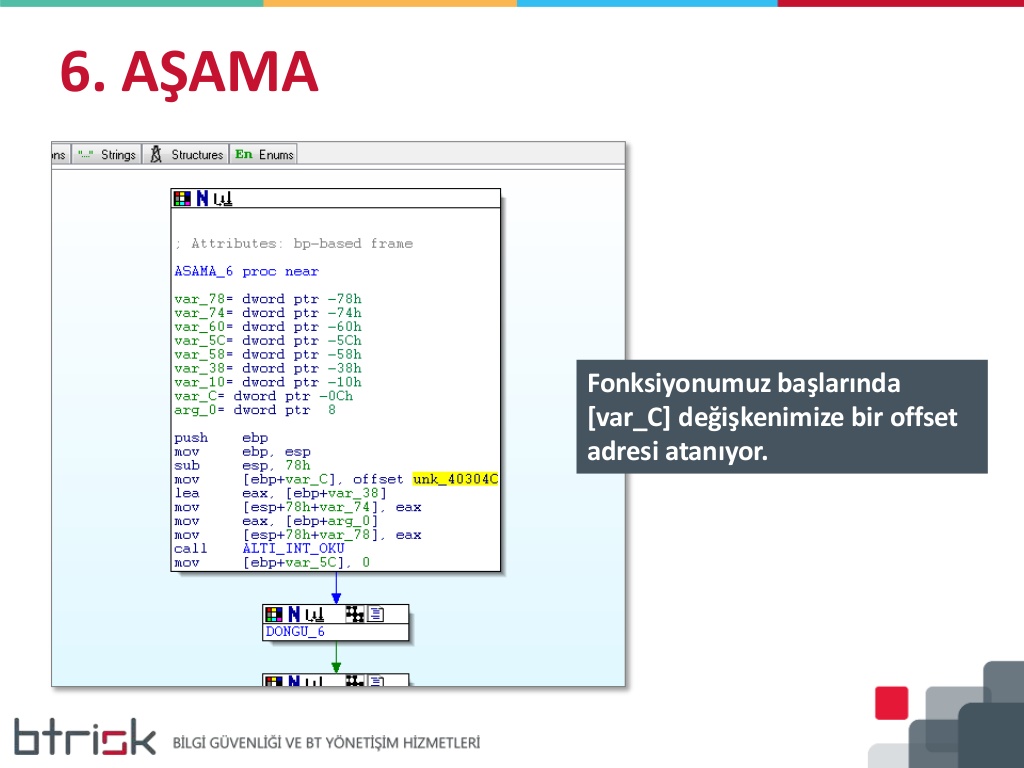 6. AŞAMA
ons "..." Strings Structures En Enums
N
; Attributes: bp-based frame
ASAMA_6 proc near
var_78= dword ptr -78h
var_74= dword ptr -74h
var_60= dword ptr -60h
var_5C= dword ptr -5Ch
var_58= dword ptr -58h
var_38= dword ptr -38h
var_10= dword ptr -10h
var_C= dword ptr -0Ch
arg_0= dword ptr  8
push    ebp
mov     ebp, esp
sub     esp, 78h
mov     [ebp+var_C], offset unk_40304C
lea     eax, [ebp+var_38]
mov     [esp+78h+var_74], eax
mov     eax, [ebp+arg_0]
mov     [esp+78h+var_78], eax
call    ALTI_INT_OKU
mov     [ebp+var_5C], 0
N
DONGU_6
N
Fonksiyonumuz başlarında
[var_C] değişkenimize bir offset
adresi atanıyor.
btrisk BİLGİ GÜVENLİĞİ VE BT YÖNETİŞİM HİZMETLERİ